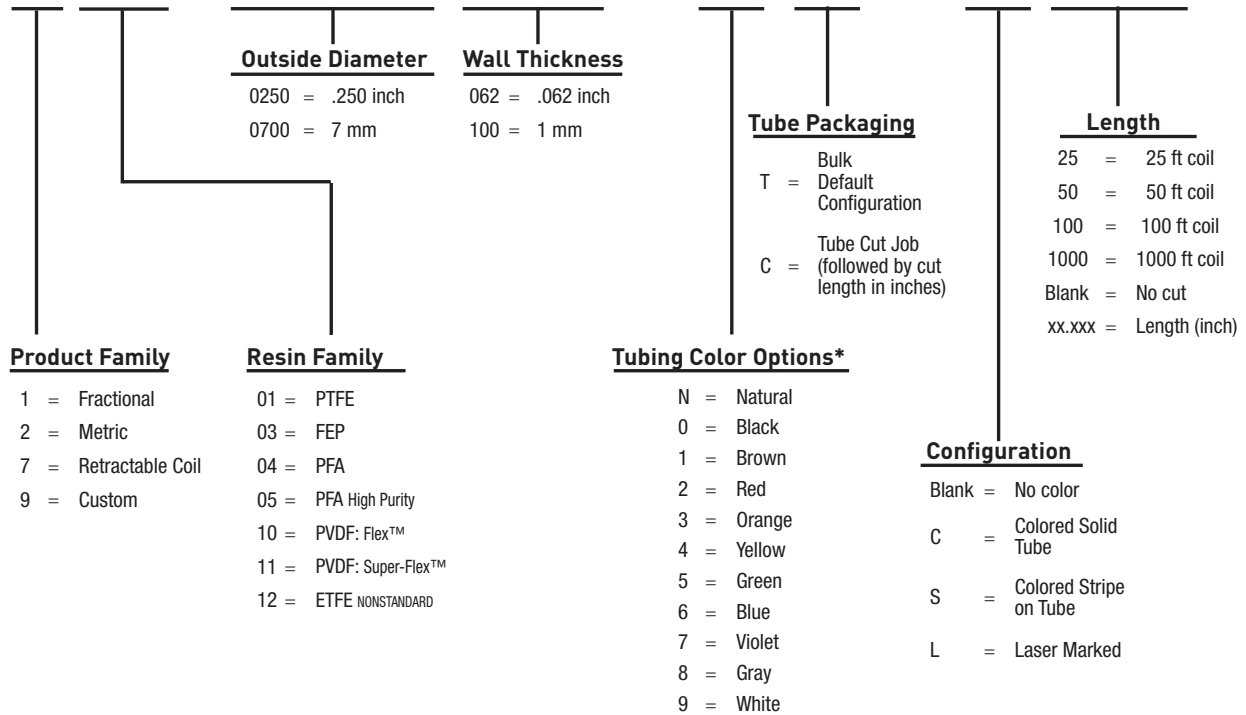 Outside Diameter
0250 = .250 inch
0700 = 7 mm
Wall Thickness
062 = .062 inch
100 = 1 mm
Tube Packaging
T = Bulk
Default
Configuration
C = Tube Cut Job
(followed by cut
length in inches)
Length
25 = 25 ft coil
50 = 50 ft coil
100 = 100 ft coil
1000 = 1000 ft coil
Blank = No cut
xx.xxx = Length (inch)
Product Family
1 = Fractional
2 = Metric
7 = Retractable Coil
9 = Custom
Resin Family
01 = PTFE
03 = FEP
04 = PFA
05 = PFA High Purity
10 = PVDF: Flex™
11 = PVDF: Super-Flex™
12 = ETFE NONSTANDARD
Tubing Color Options*
N = Natural
0 = Black
1 = Brown
2 = Red
3 = Orange
4 = Yellow
5 = Green
6 = Blue
7 = Violet
8 = Gray
9 = White
Configuration
Blank = No color
C = Colored Solid
Tube
S = Colored Stripe
on Tube
L = Laser Marked